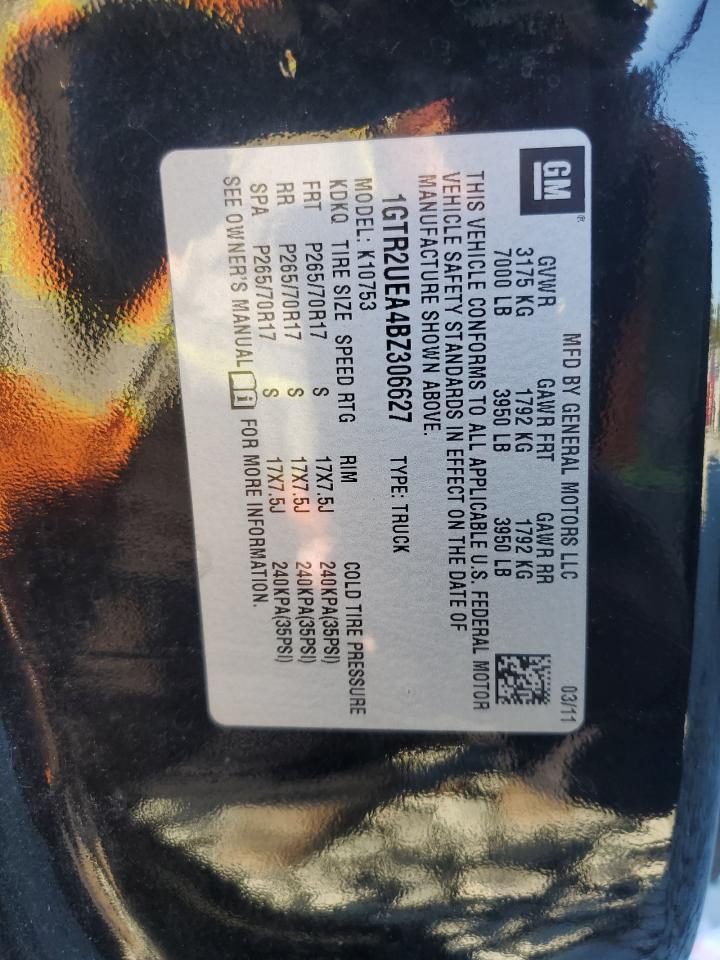 GM
®
MFD BY GENERAL MOTORS LLC 03/11
GVWR GAWR FRT GAWR RR
3175 KG 1792 KG 1792 KG
7000 LB 3950 LB 3950 LB
THIS VEHICLE CONFORMS TO ALL APPLICABLE U.S. FEDERAL MOTOR
VEHICLE SAFETY STANDARDS IN EFFECT ON THE DATE OF
MANUFACTURE SHOWN ABOVE.
1GTR2UEA4BZ306627 TYPE: TRUCK
MODEL: K10753
KDKQ TIRE SIZE SPEED RTG RIM COLD TIRE PRESSURE
FRT P265/70R17 S 17X7.5J 240KPA(35PSI)
RR P265/70R17 S 17X7.5J 240KPA(35PSI)
SPA P265/70R17 S 17X7.5J 240KPA(35PSI)
SEE OWNER'S MANUAL FOR MORE INFORMATION.